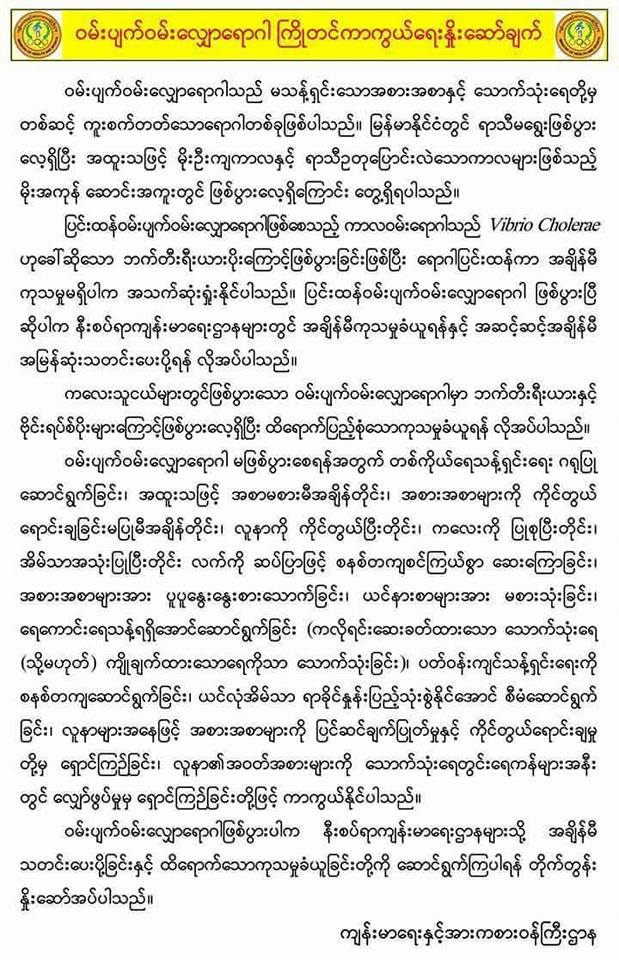 ဝမ်းပျက်ဝမ်းလျှောရောဂါ ကြိုတင်ကာကွယ်ရေးနှိုးဆော်ချက်
ဝမ်းပျက်ဝမ်းလျှောရောဂါသည် မသန့်ရှင်းသောအစားအစာနှင့် သောက်သုံးရေတို့မှ
တစ်ဆင့် ကူးစက်တတ်သောရောဂါတစ်ခုဖြစ်ပါသည်။ မြန်မာနိုင်ငံတွင် ရာသီမရွေးဖြစ်ပွား
လေ့ရှိပြီး အထူးသဖြင့် မိုးဦးကျကာလနှင့် ရာသီဥတုပြောင်းလဲသောကာလများဖြစ်သည့်
မိုးအကုန် ဆောင်းအကူးတွင် ဖြစ်ပွားလေ့ရှိကြောင်း တွေ့ရှိရပါသည်။
ပြင်းထန်ဝမ်းပျက်ဝမ်းလျှောရောဂါဖြစ်စေသည့် ကာလဝမ်းရောဂါသည် Vibrio Cholerae
ဟုခေါ်ဆိုသော ဘက်တီးရီးယားပိုးကြောင့်ဖြစ်ပွားခြင်းဖြစ်ပြီး ရောဂါပြင်းထန်ကာ အချိန်မီ
ကုသမှုမရှိပါက အသက်ဆုံးရှုံးနိုင်ပါသည်။ ပြင်းထန်ဝမ်းပျက်ဝမ်းလျှောရောဂါ ဖြစ်ပွားပြီ
ဆိုပါက နီးစပ်ရာကျန်းမာရေးဌာနများတွင် အချိန်မီကုသမှုခံယူရန်နှင့် အဆင့်ဆင့်အချိန်မီ
အမြန်ဆုံးသတင်းပေးပို့ရန် လိုအပ်ပါသည်။
ကလေးသူငယ်များတွင်ဖြစ်ပွားသော ဝမ်းပျက်ဝမ်းလျှောရောဂါမှာ ဘက်တီးရီးယားနှင့်
ဗိုင်းရပ်စ်ပိုးများကြောင့်ဖြစ်ပွားလေ့ရှိပြီး ထိရောက်ပြည့်စုံသောကုသမှုခံယူရန် လိုအပ်ပါသည်။
ဝမ်းပျက်ဝမ်းလျှောရောဂါ မဖြစ်ပွားစေရန်အတွက် တစ်ကိုယ်ရေသန့်ရှင်းရေး ဂရုပြု
ဆောင်ရွက်ခြင်း၊ အထူးသဖြင့် အစာမစားမီအချိန်တိုင်း၊ အစားအစာများကို ကိုင်တွယ်
ရောင်းချခြင်းမပြုမီအချိန်တိုင်း၊ လူနာကို ကိုင်တွယ်ပြီးတိုင်း၊ ကလေးကို ပြုစုပြီးတိုင်း၊
အိမ်သာအသုံးပြုပြီးတိုင်း လက်ကို ဆပ်ပြာဖြင့် စနစ်တကျစင်ကြယ်စွာ ဆေးကြောခြင်း၊
အစားအစာများအား ပူပူနွေးနွေးစားသောက်ခြင်း၊ ယင်နားစာများအား မစားသုံးခြင်း၊
ရေကောင်းရေသန့်ရရှိအောင်ဆောင်ရွက်ခြင်း (ကလိုရင်းဆေးခတ်ထားသော သောက်သုံးရေ
(သို့မဟုတ်) ကျိုချက်ထားသောရေကိုသာ သောက်သုံးခြင်း)၊ ပတ်ဝန်းကျင်သန့်ရှင်းရေးကို
စနစ်တကျဆောင်ရွက်ခြင်း၊ ယင်လုံအိမ်သာ ရာခိုင်နှုန်းပြည့်သုံးစွဲနိုင်အောင် စီမံဆောင်ရွက်
ခြင်း၊ လူနာများအနေဖြင့် အစားအစာများကို ပြင်ဆင်ချက်ပြုတ်မှုနှင့် ကိုင်တွယ်ရောင်းချမှု
တို့မှ ရှောင်ကြဉ်ခြင်း၊ လူနာ၏အဝတ်အစားများကို သောက်သုံးရေတွင်းရေကန်များအနီး
တွင် လျှော်ဖွပ်မှုမှ ရှောင်ကြဉ်ခြင်းတို့ဖြင့် ကာကွယ်နိုင်ပါသည်။
ဝမ်းပျက်ဝမ်းလျှောရောဂါဖြစ်ပွားပါက နီးစပ်ရာကျန်းမာရေးဌာနများသို့ အချိန်မီ
သတင်းပေးပို့ခြင်းနှင့် ထိရောက်သောကုသမှုခံယူခြင်းတို့ကို ဆောင်ရွက်ကြပါရန် တိုက်တွန်း
နှိုးဆော်အပ်ပါသည်။
ကျန်းမာရေးနှင့်အားကစားဝန်ကြီးဌာန